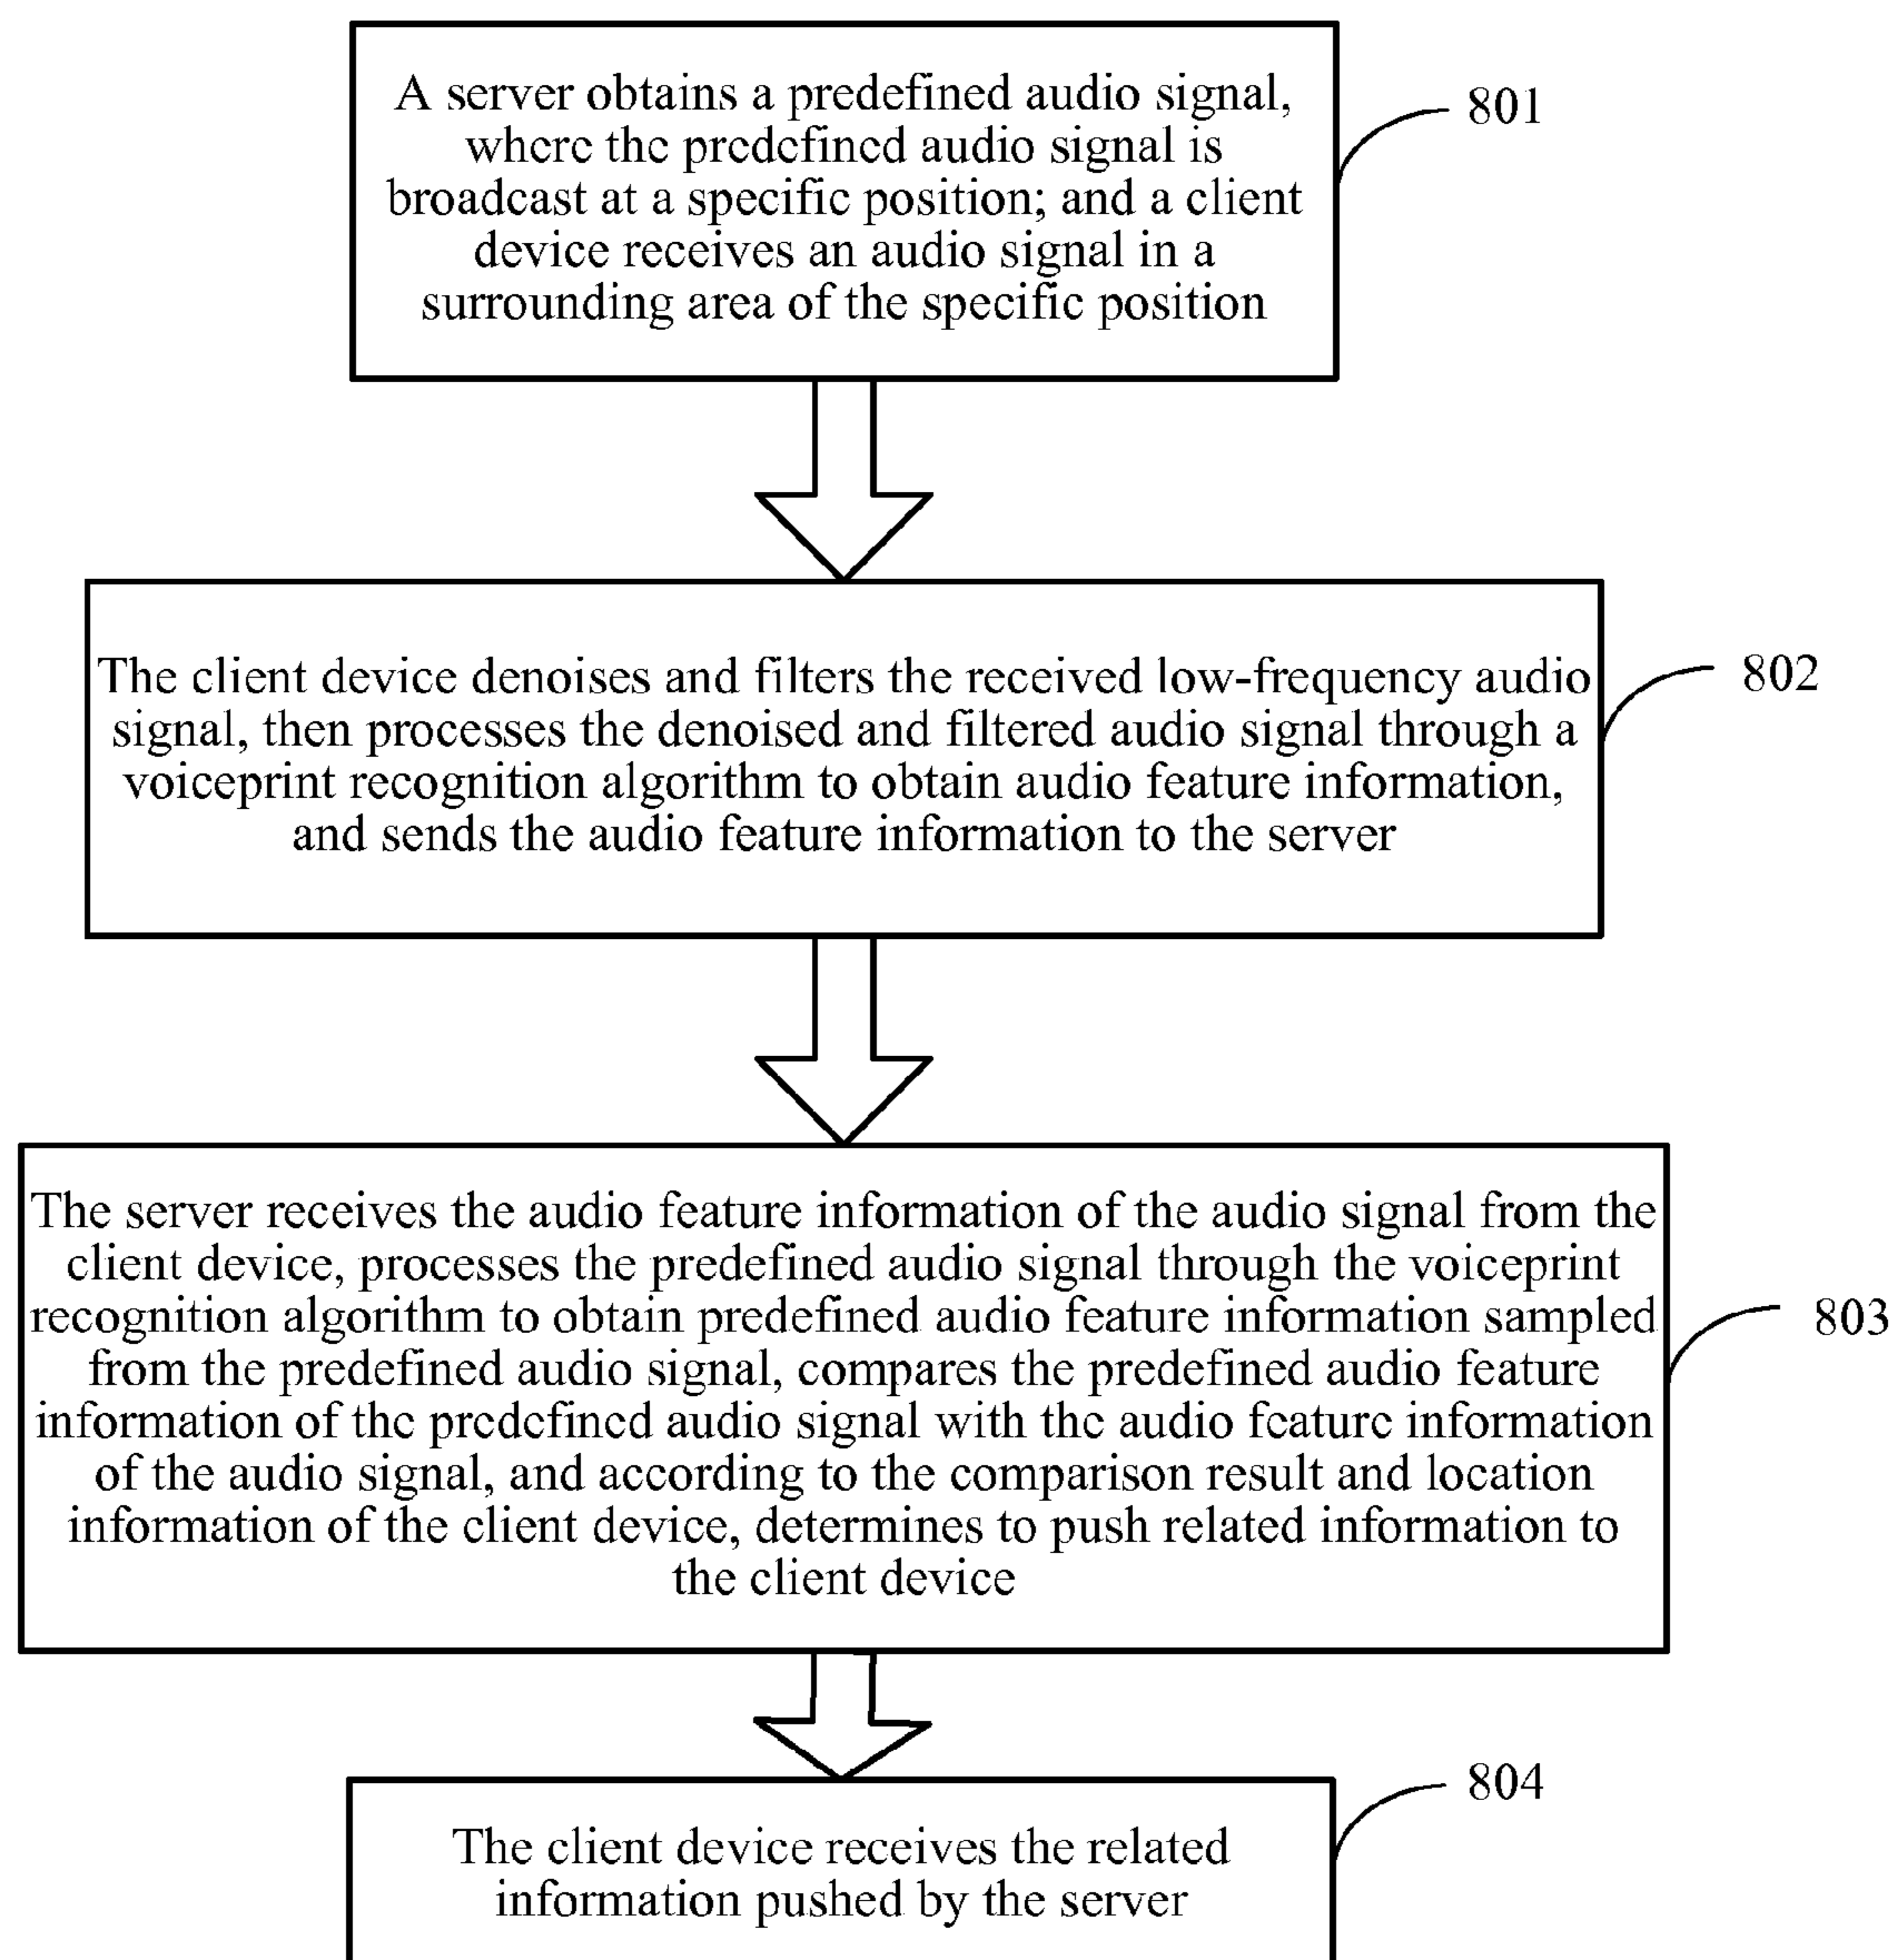 A server obtains a predefined audio signal,
where the predefined audio signal is
broadcast at a specific position; and a client
device receives an audio signal in a
surrounding area of the specific position
801
The client device denoises and filters the received low-frequency audio
signal, then processes the denoised and filtered audio signal through a
voiceprint recognition algorithm to obtain audio feature information,
and sends the audio feature information to the server
802
The server receives the audio feature information of the audio signal from the
client device, processes the predefined audio signal through the voiceprint
recognition algorithm to obtain predefined audio feature information sampled
from the predefined audio signal, compares the predefined audio feature
information of the predefined audio signal with the audio feature information
of the audio signal, and according to the comparison result and location
information of the client device, determines to push related information to
the client device
803
The client device receives the related
information pushed by the server
804